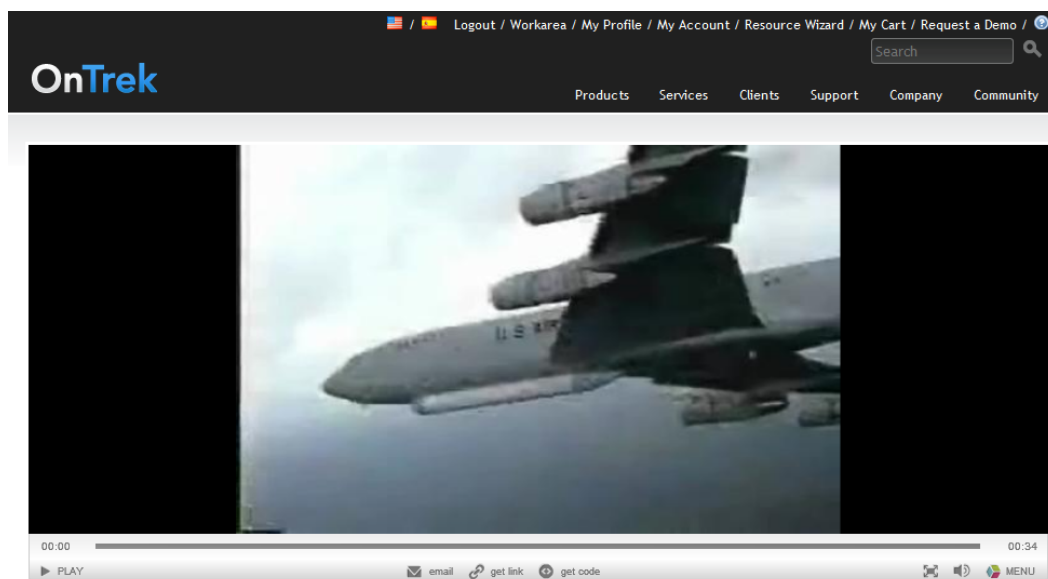 / Logout / Workarea / My Profile / My Account / Resource Wizard / My Cart / Request a Demo /
Search
OnTrek
Products Services Clients Support Company Community
U S AIR
00:00 00:34
PLAY email get link get code MENU